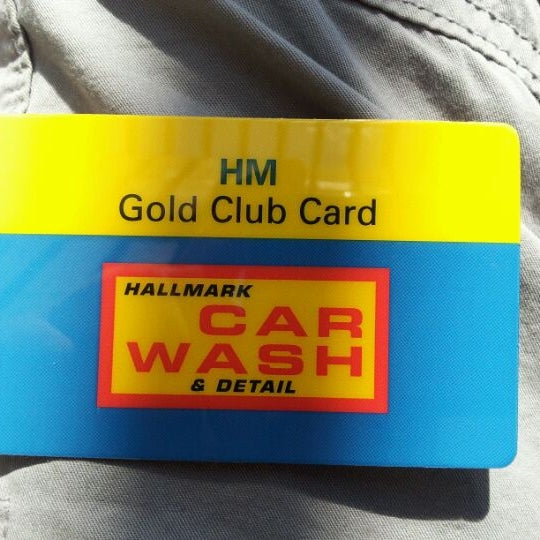 HM
Gold Club Card
HALLMARK
CAR
WASH
& DETAIL